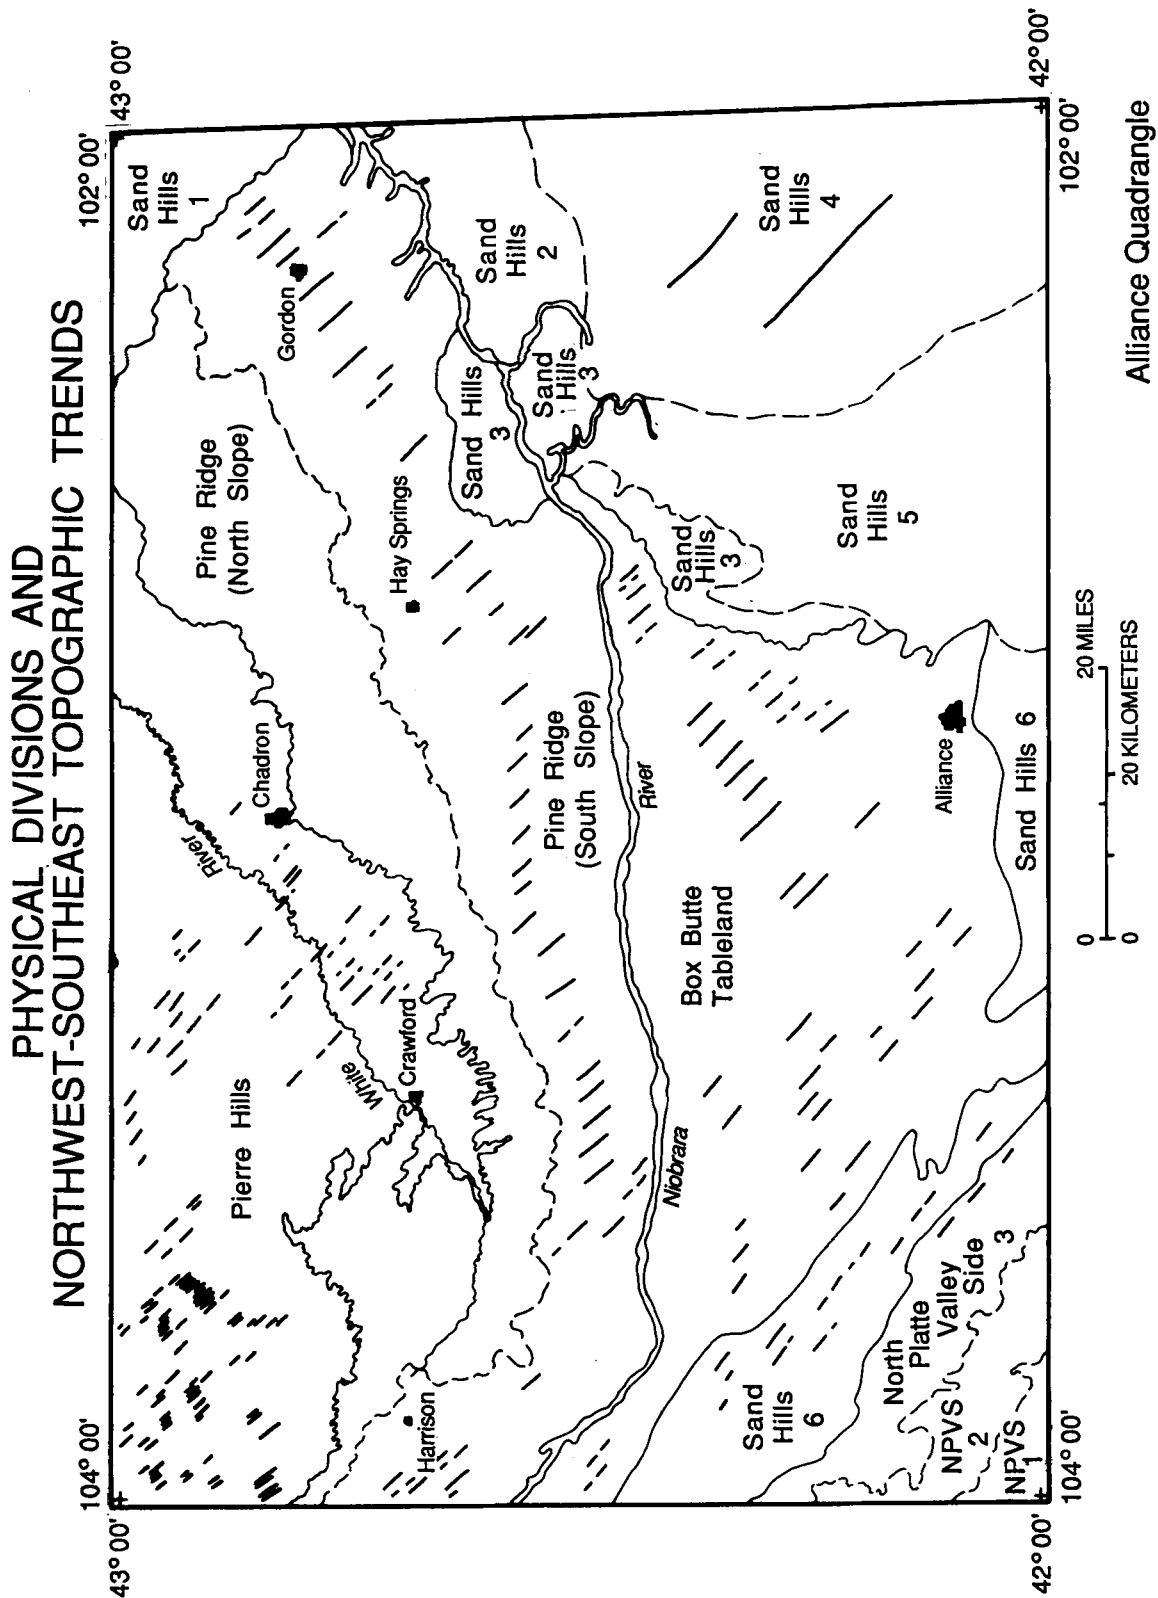 PHYSICAL DIVISIONS AND
NORTHWEST-SOUTHEAST TOPOGRAPHIC TRENDS
104° 00'
102° 00'
43° 00'
43° 00'
Sand
Hills
1
Pine Ridge
(North Slope)
Gordon
Chadron
River
Pierre Hills
White
Crawford
Hay Springs
Harrison
Sand Hills
3
Sand
Hills
2
Sand
Hills
3
Pine Ridge
(South Slope)
River
Niobrara
Sand
Hills
3
Box Butte
Tableland
Sand
Hills
4
Sand
Hills
5
Sand
Hills
6
Alliance
North
Platte
Valley
Side
3
NPVS
2
NPVS
1
Sand Hills 6
42° 00'
42° 00'
104° 00'
102° 00'
0
20 MILES
0
20 KILOMETERS
Alliance Quadrangle